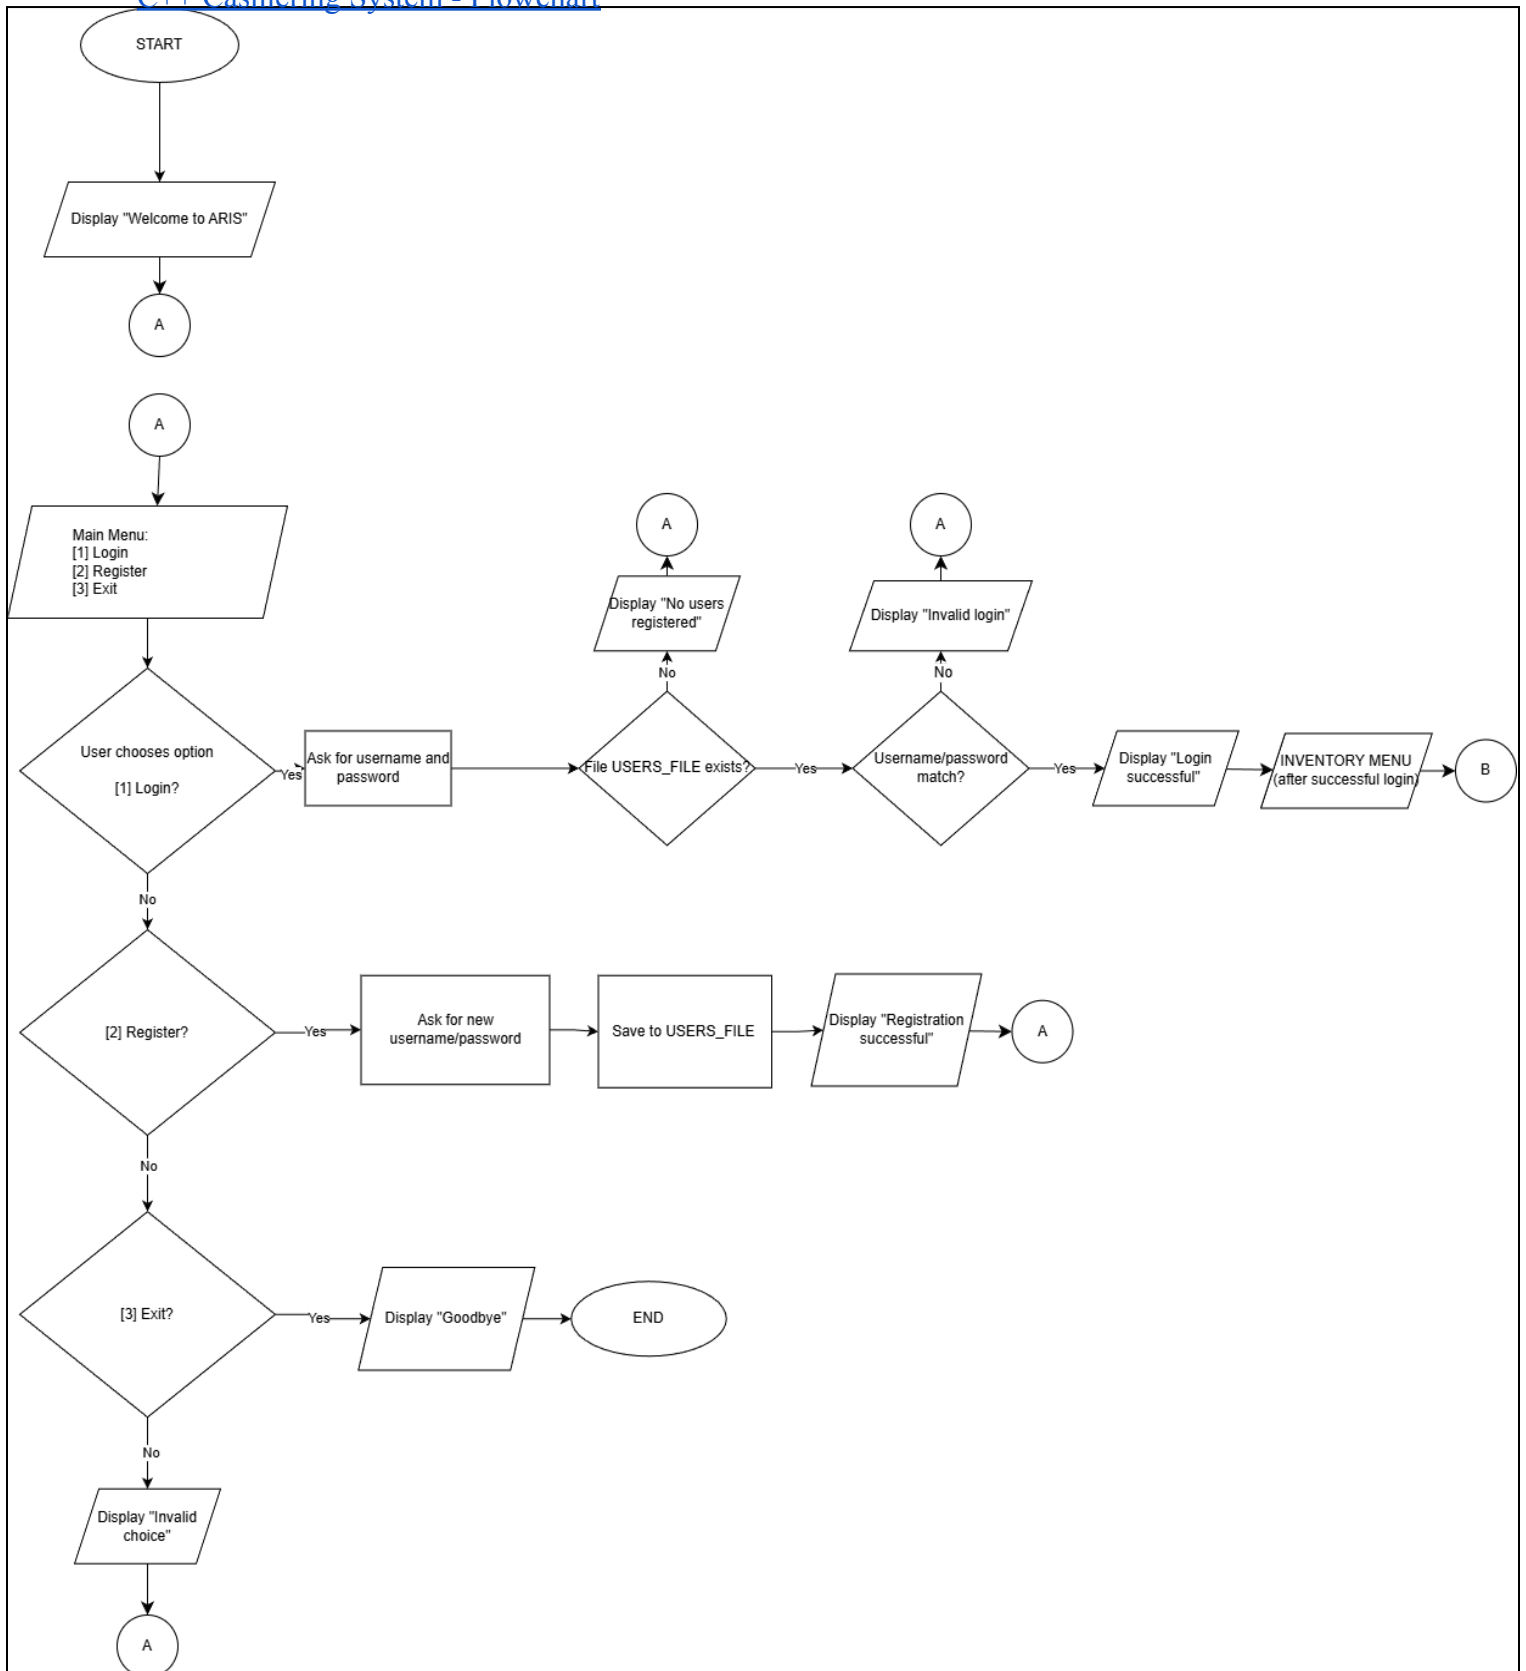 C++ Cashiering System - Flowchart
START
Display "Welcome to ARIS"
A
A
Main Menu:
[1] Login
[2] Register
[3] Exit
A
A
Display "No users
registered"
Display "Invalid login"
No
No
User chooses option
[1] Login?
Yes
Ask for username and
password
File USERS_FILE exists?
Yes
Username/password
match?
Yes
Display "Login
successful"
INVENTORY MENU
(after successful login)
B
No
[2] Register?
Yes
Ask for new
username/password
Save to USERS_FILE
Display "Registration
successful"
A
No
[3] Exit?
Yes
Display "Goodbye"
END
No
Display "Invalid
choice"
A